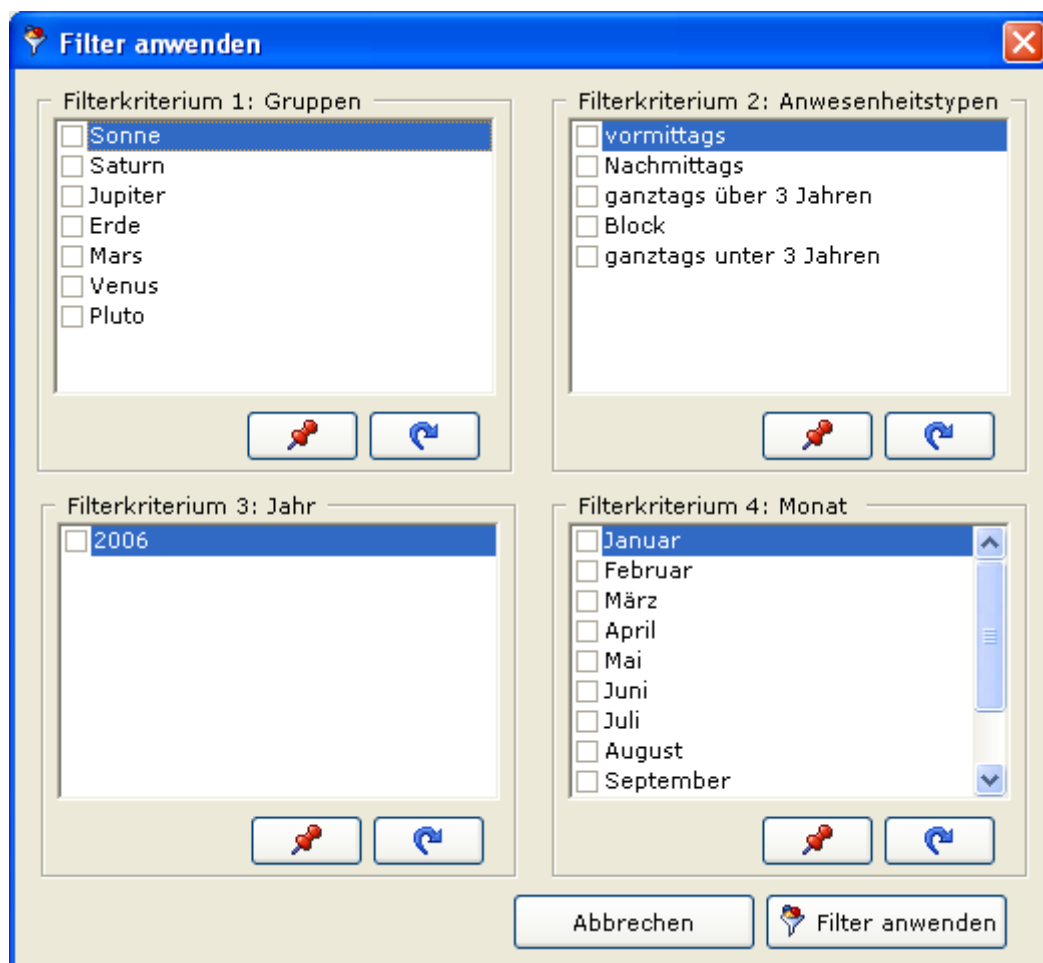 Filter anwenden
Filterkriterium 1: Gruppen
Sonne
Saturn
Jupiter
Erde
Mars
Venus
Pluto
Filterkriterium 2: Anwesenheitstypen
vormittags
Nachmittags
ganztags über 3 Jahren
Block
ganztags unter 3 Jahren
Filterkriterium 3: Jahr
2006
Filterkriterium 4: Monat
Januar
Februar
März
April
Mai
Juni
Juli
August
September
Abbrechen
Filter anwenden